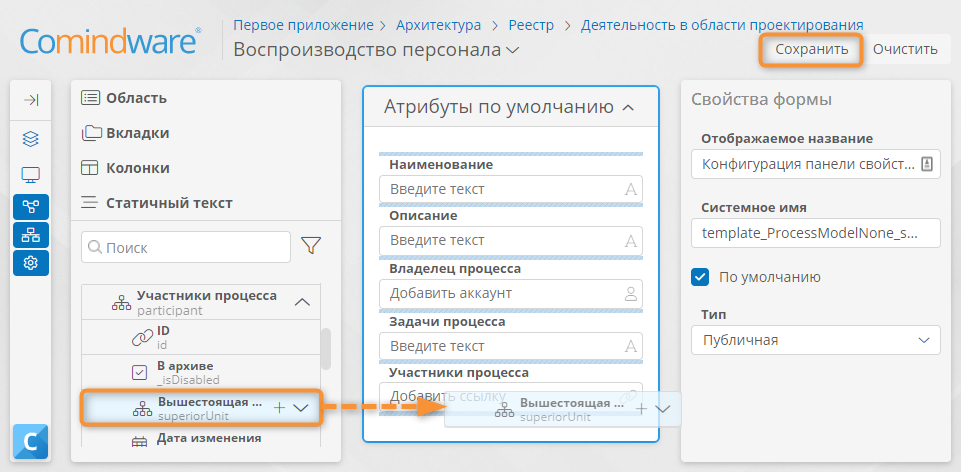 Comindware®
Первое приложение > Архитектура > Реестр > Деятельность в области проектирования
Воспроизводство персонала
Сохранить
Очистить
Область
Вкладки
Колонки
Статичный текст
Поиск
Участники процесса
participant
ID
id
В архиве
_isDisabled
Вышестоящая ...
superiorUnit
Дата изменения
C
Атрибуты по умолчанию
Наименование
Введите текст
A
Описание
Введите текст
A
Владелец процесса
Добавить аккаунт
Задачи процесса
Введите текст
A
Участники процесса
Добавить ссылку
Вышестоящая ...
superiorUnit
Свойства формы
Отображаемое название
Конфигурация панели свойст...
Системное имя
template_ProcessModelNone_s...
По умолчанию
Тип
Публичная